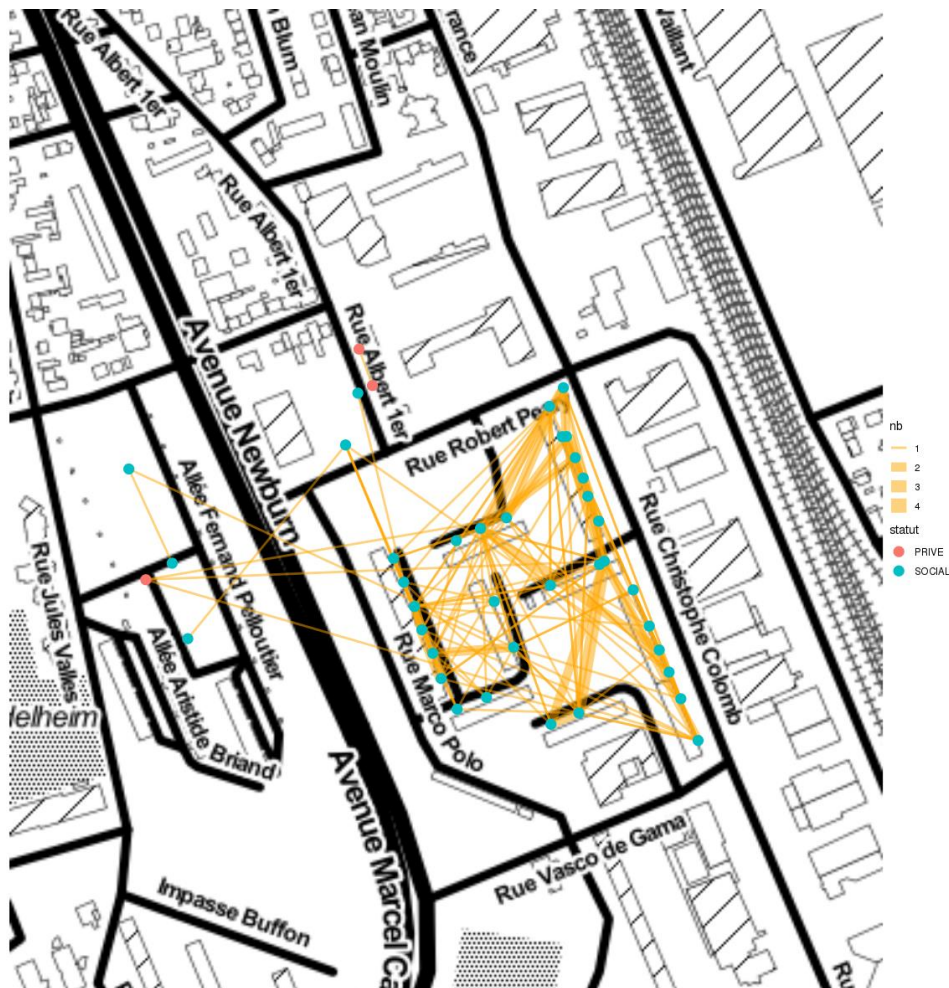 Rue Albert 1er
Blum
an Moulin
rance
Vaillant
Rue Albert 1er
Rue Albert 1er
Avenue Newburn
Rue Robert Pe
Allée Fernand Pelloutier
Rue Jules Valles
Rue Christophe Colomb
Allée Aristide Briand
delheim
Rue Marco Polo
Avenue Marcel Ca
Rue Vasco de Gama
Impasse Buffon
Ru
nb
1
2
3
4
statut
PRIVE
SOCIAL